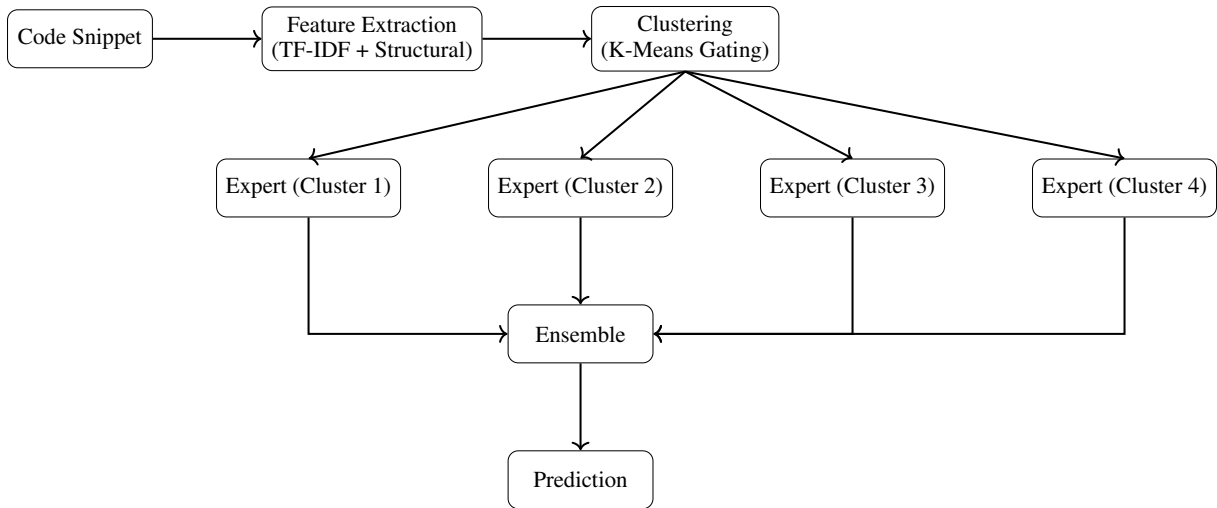 Code Snippet
Feature Extraction
(TF-IDF + Structural)
Clustering
(K-Means Gating)
Expert (Cluster 1)
Expert (Cluster 2)
Expert (Cluster 3)
Expert (Cluster 4)
Ensemble
Prediction